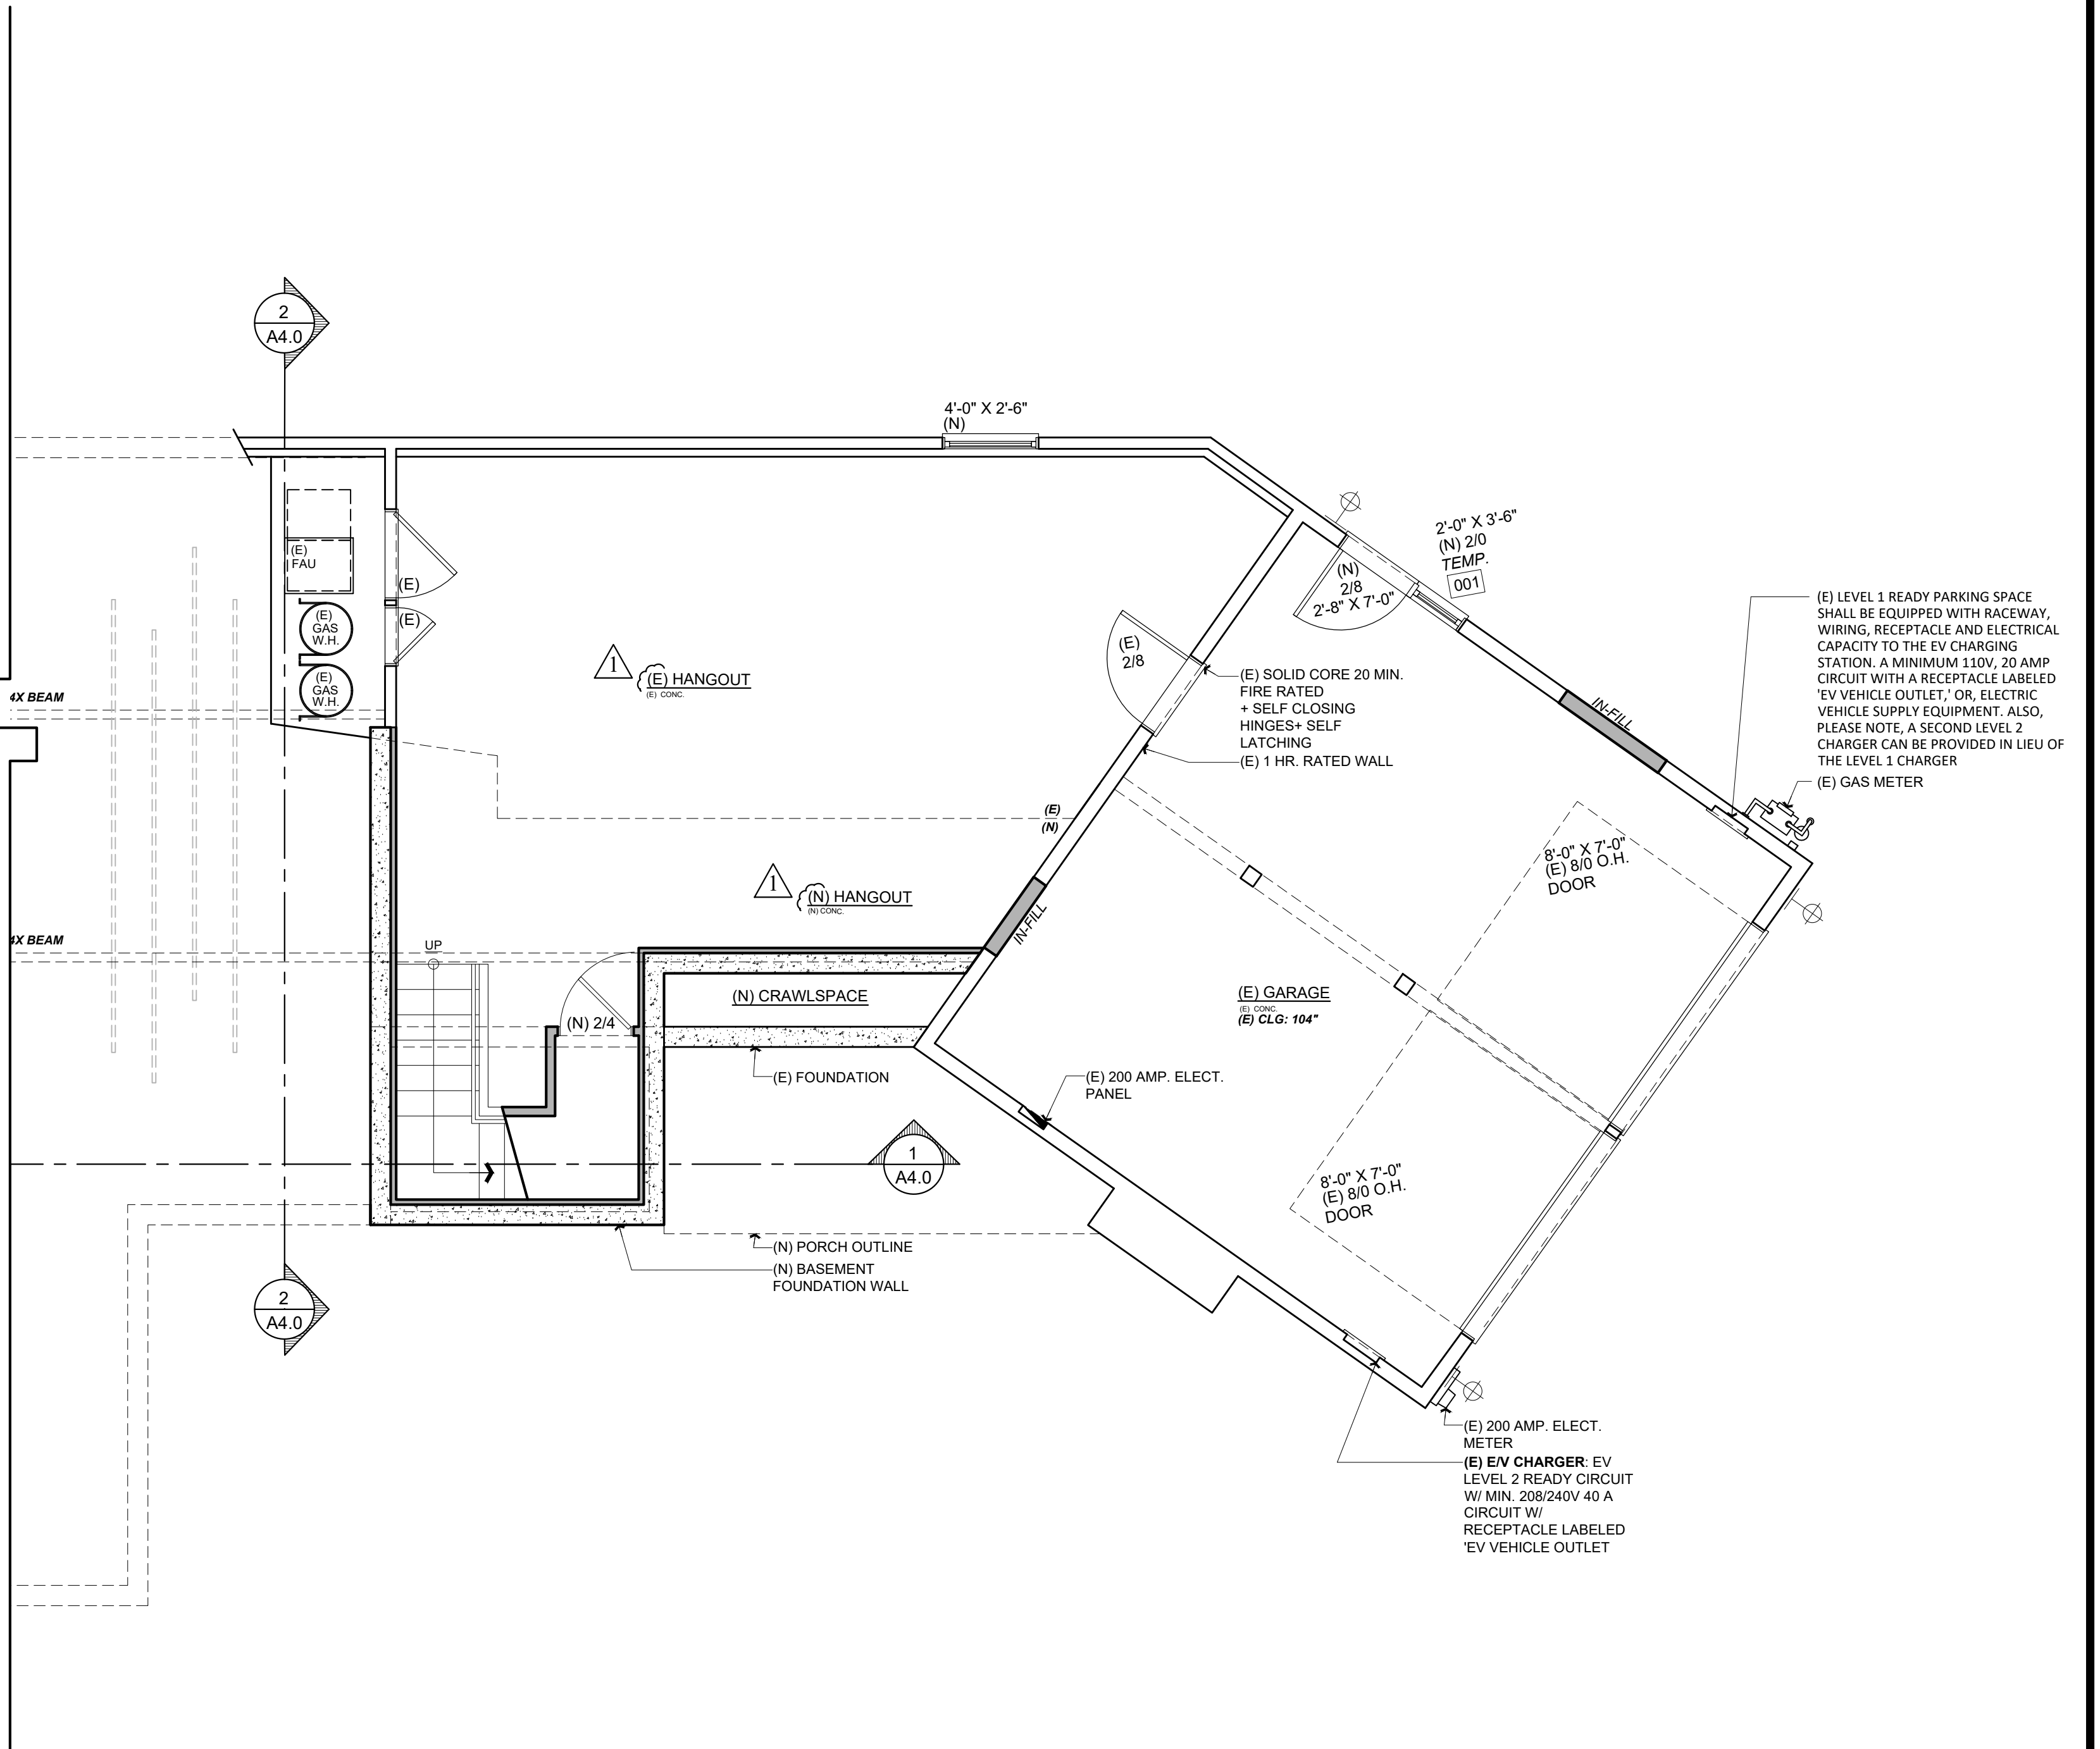 2
A4.0
4'-0" X 2'-6"
(N)
2'-0" X 3'-6"
(N) 2/0
TEMP.
001
(N)
2/8
2'-8" X 7'-0"
(E)
FAU
(E)
(E)
GAS
W.H.
(E)
(E)
GAS
W.H.
(E)
2/8
1
(E) HANGOUT
(E) CONC.
(E) SOLID CORE 20 MIN.
FIRE RATED
+ SELF CLOSING
HINGES+ SELF
LATCHING
(E) 1 HR. RATED WALL
IN-FILL
(E) LEVEL 1 READY PARKING SPACE
SHALL BE EQUIPPED WITH RACEWAY,
WIRING, RECEPTACLE AND ELECTRICAL
CAPACITY TO THE EV CHARGING
STATION. A MINIMUM 110V, 20 AMP
CIRCUIT WITH A RECEPTACLE LABELED
'EV VEHICLE OUTLET,' OR, ELECTRIC
VEHICLE SUPPLY EQUIPMENT. ALSO,
PLEASE NOTE, A SECOND LEVEL 2
CHARGER CAN BE PROVIDED IN LIEU OF
THE LEVEL 1 CHARGER
(E) GAS METER
4X BEAM
(E)
(N)
8'-0" X 7'-0"
(E) 8/0 O.H.
DOOR
1
(N) HANGOUT
(N) CONC.
IN-FILL
4X BEAM
UP
(N) 2/4
(N) CRAWLSPACE
(E) GARAGE
(E) CONC.
(E) CLG: 104"
(E) FOUNDATION
(E) 200 AMP. ELECT.
PANEL
1
A4.0
8'-0" X 7'-0"
(E) 8/0 O.H.
DOOR
(N) PORCH OUTLINE
(N) BASEMENT
FOUNDATION WALL
2
A4.0
(E) 200 AMP. ELECT.
METER
(E) E/V CHARGER: EV
LEVEL 2 READY CIRCUIT
W/ MIN. 208/240V 40 A
CIRCUIT W/
RECEPTACLE LABELED
'EV VEHICLE OUTLET